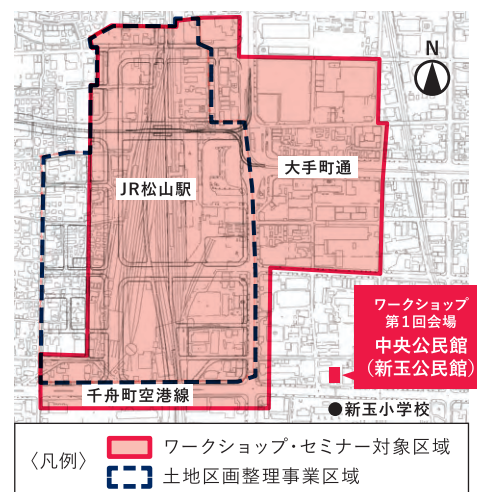 N
大手町通
JR松山駅
ワークショップ
第1回会場
中央公民館
(新玉公民館)
千舟町空港線
●新玉小学校
〈凡例〉
ワークショップ・セミナー対象区域
土地区画整理事業区域